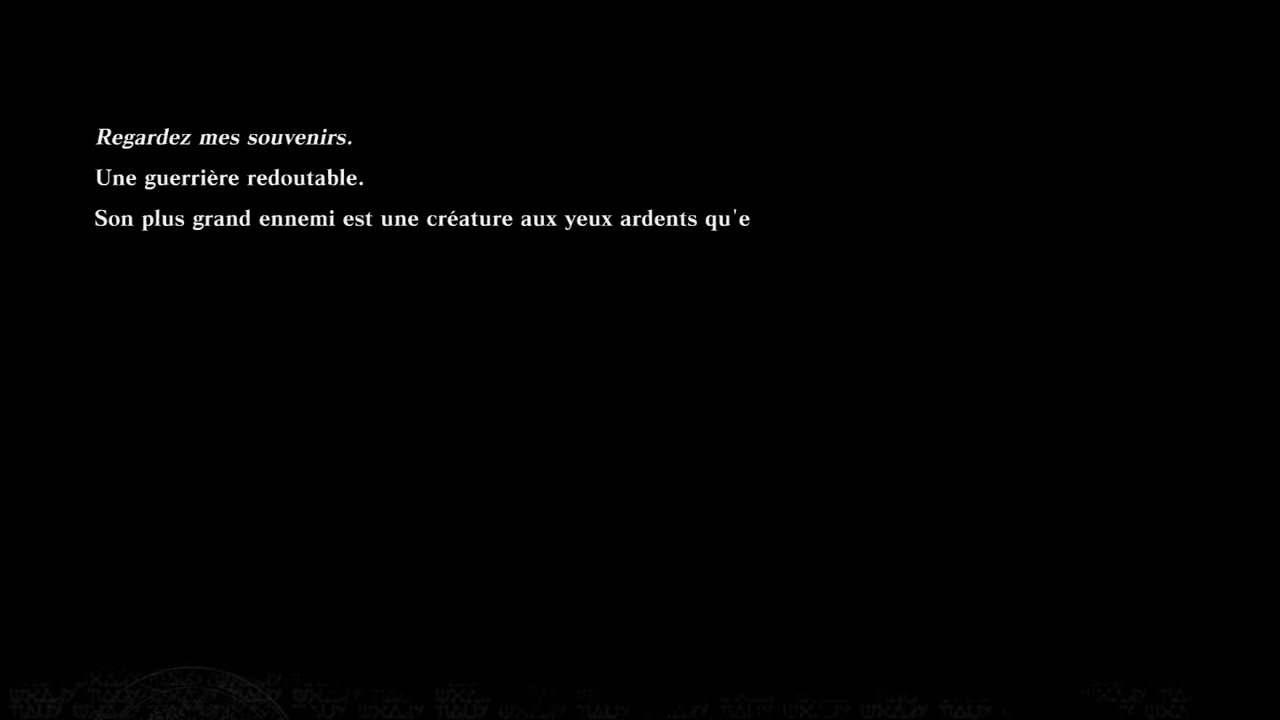 Regardez mes souvenirs.
Une guerrière redoutable.
Son plus grand ennemi est une créature aux yeux ardents qu'e